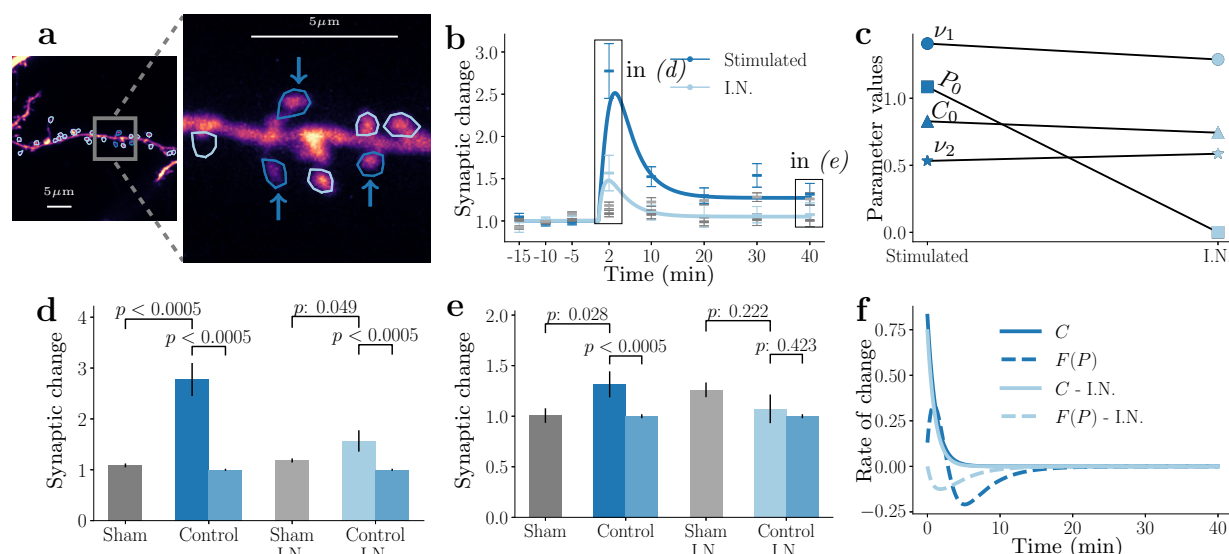 a
5μm
5μm
b
Synaptic change
3.0
2.5
2.0
1.5
1.0
-15
-10
-5
2
10
20
30
40
Time (min)
in (d)
in (e)
Stimulated
I.N.
c
Parameter values
1.0
0.5
0.0
ν1
P0
C0
ν2
Stimulated
I.N
d
Synaptic change
4
3
2
1
0
p < 0.0005
p < 0.0005
p: 0.049
p < 0.0005
Sham
Control
Sham
I.N.
Control
I.N.
e
Synaptic change
2.0
1.5
1.0
0.5
0.0
p: 0.028
p < 0.0005
p: 0.222
p: 0.423
Sham
Control
Sham
I.N.
Control
I.N.
f
Rate of change
0.75
0.50
0.25
0.00
−0.25
0
10
20
30
40
Time (min)
C
F(P)
C - I.N.
F(P) - I.N.